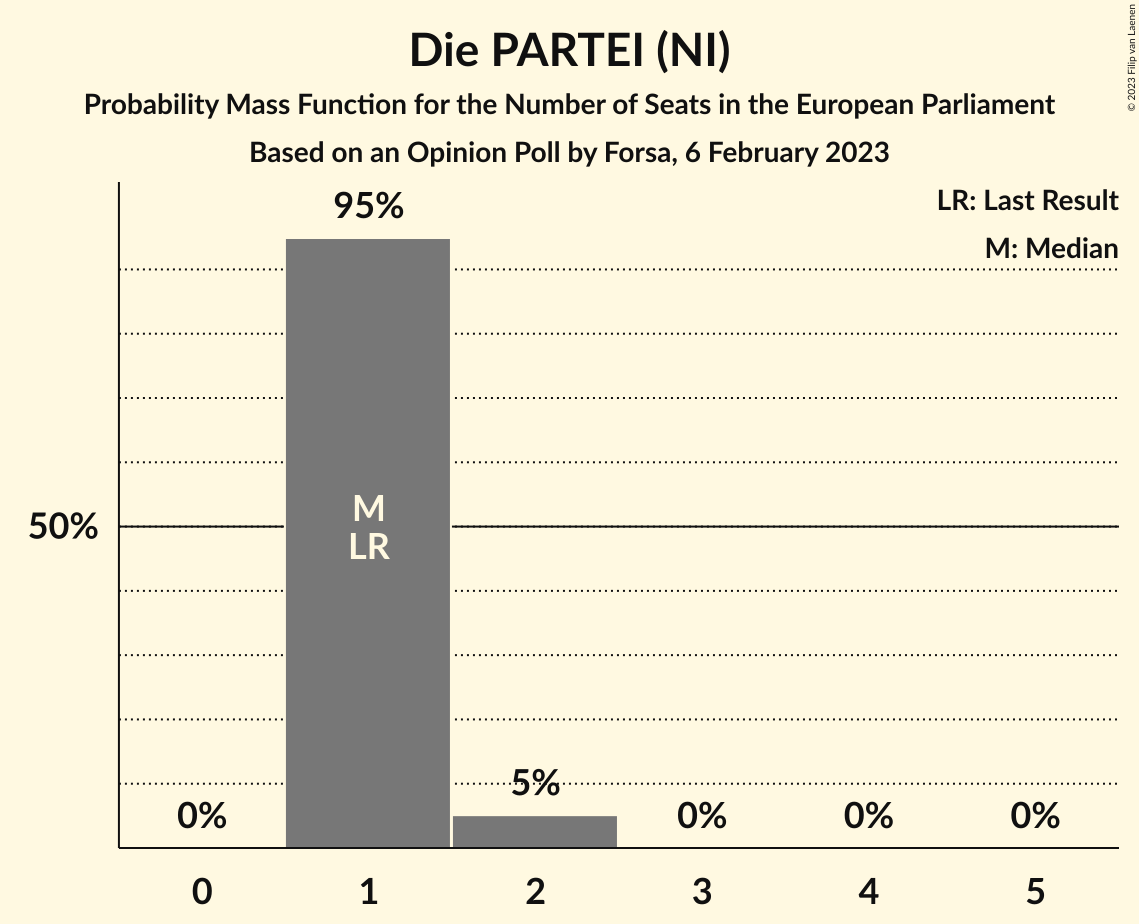 Die PARTEI (NI)
Probability Mass Function for the Number of Seats in the European Parliament
Based on an Opinion Poll by Forsa, 6 February 2023
© 2023 Filip van Laenen
LR: Last Result
M: Median
95%
50%
M
LR
5%
0%
0%
0%
0%
0 1 2 3 4 5